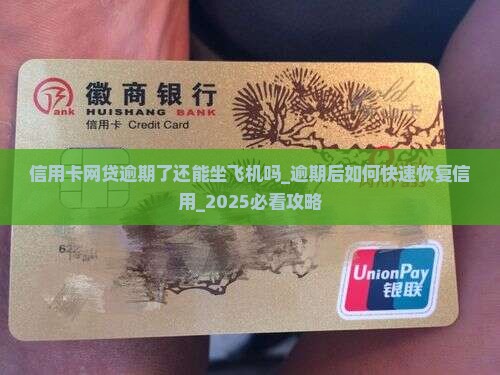 徽商银行
HUISHANG BANK
信用卡 Credit Card
信用卡网贷逾期了还能坐飞机吗_逾期后如何快速恢复信
用_2025必看攻略
UnionPay
银联